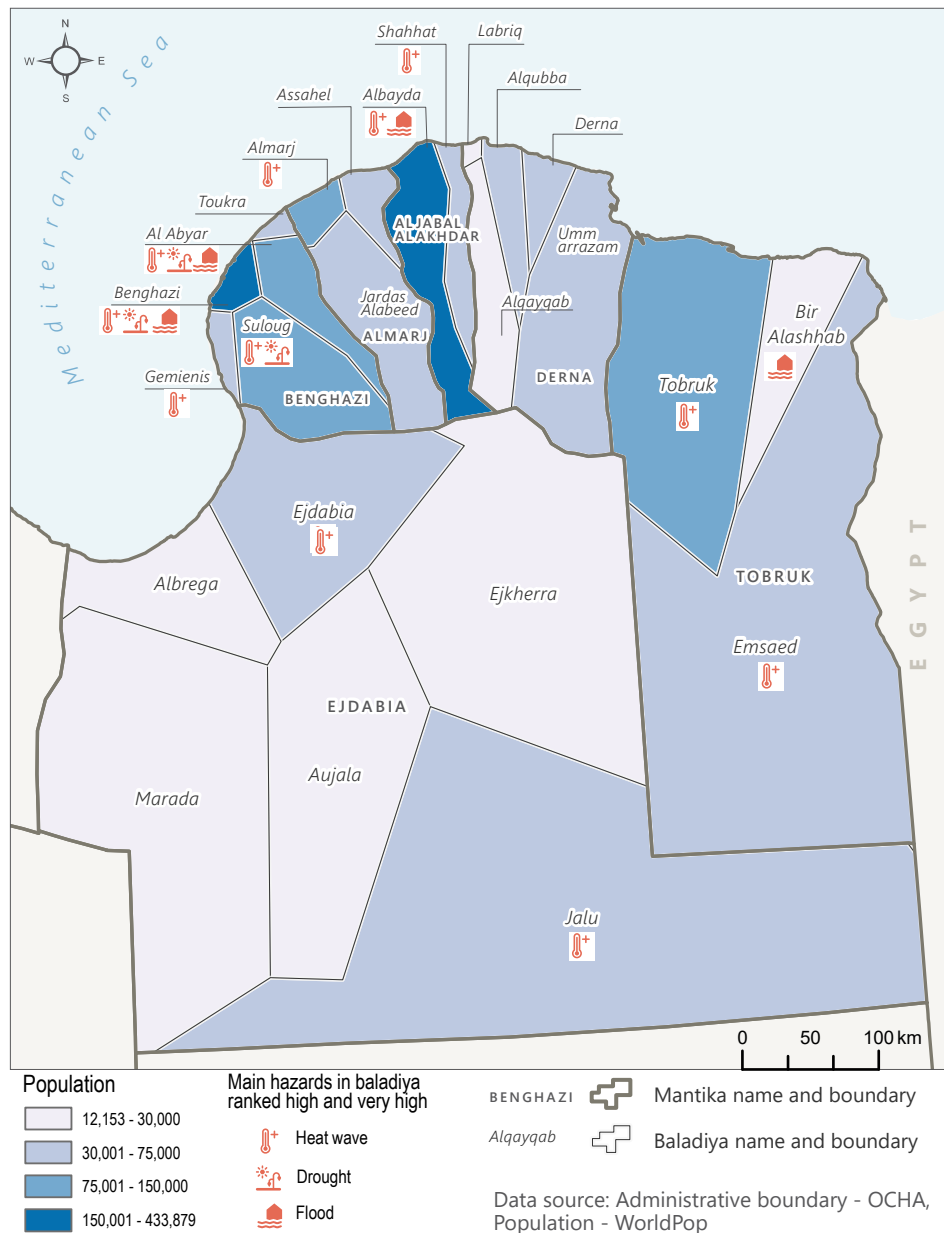 N
W E
S
Mediterranean Sea
Shahhat
Labriq
Albayda
Alqubba
Assahel
Derna
Almarj
Toukra
Al Abyar
ALJABAL
ALAKHDAR
Umm
arrazam
Benghazi
Jardas
Alabeed
Alqayqab
Bir
Alashhab
Suloug
ALMARJ
Gemienis
BENGHAZI
DERNA
Tobruk
Ejdabia
EGYPT
Albrega
Ejkherra
TOBRUK
Emsaed
EJDABIA
Aujala
Marada
Jalu
0 50 100 km
Population
12,153 - 30,000
30,001 - 75,000
75,001 - 150,000
150,001 - 433,879
Main hazards in baladiya
ranked high and very high
Heat wave
Drought
Flood
BENGHAZI Mantika name and boundary
Alqayqab Baladiya name and boundary
Data source: Administrative boundary - OCHA,
Population - WorldPop